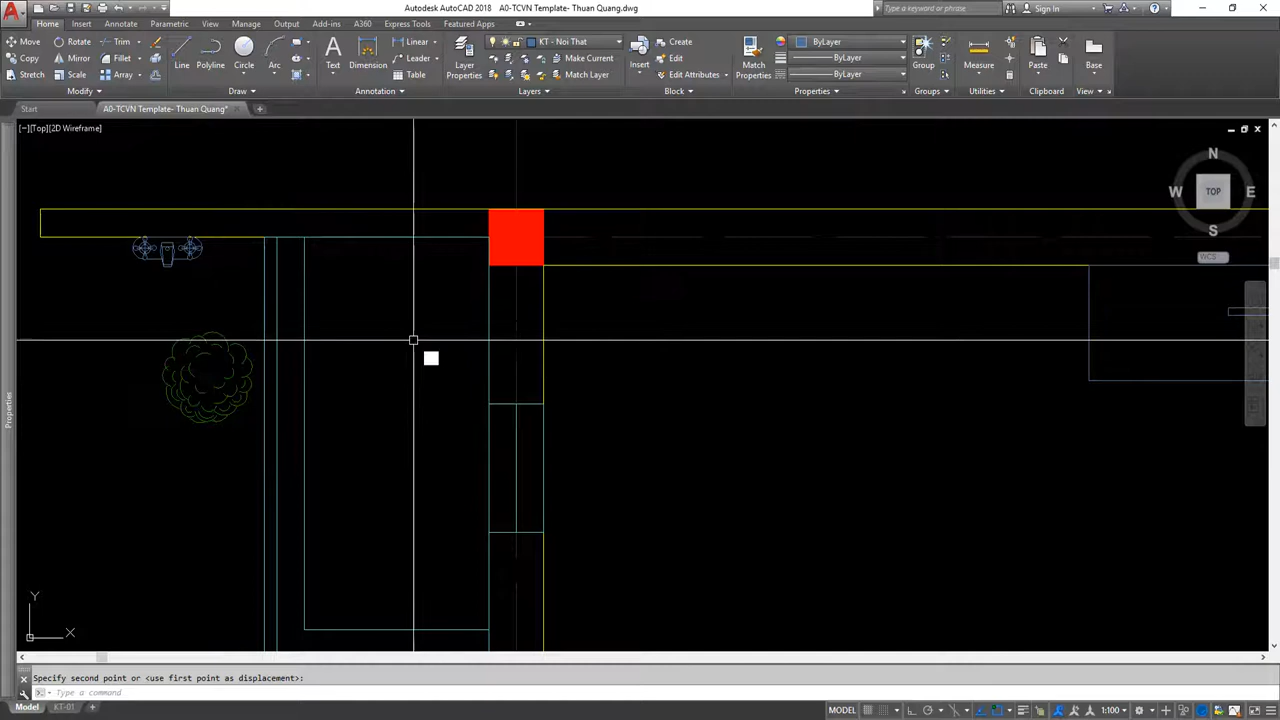 Autodesk AutoCAD 2018 A0-TCVN Template- Thuan Quang.dwg
Type a keyword or phrase
Sign In
Home Insert Annotate Parametric View Manage Output Add-ins A360 Express Tools Featured Apps
Move Rotate Trim
Copy Mirror Fillet
Stretch Scale Array
Modify
Line Polyline Circle Arc
Draw
Text Dimension
Linear
Leader
Table
Annotation
Layer Properties
KT - Noi That
Make Current
Match Layer
Layers
Insert
Create
Edit
Edit Attributes
Block
Match Properties
ByLayer
ByLayer
ByLayer
Properties
Group
Groups
Measure
Utilities
Paste
Clipboard
Base
View
Start
A0-TCVN Template- Thuan Quang*
[−][Top][2D Wireframe]
N
W TOP E
S
WCS
Properties
Y
X
Specify second point or <use first point as displacement>:
Type a command
Model KT-01
MODEL 1:100